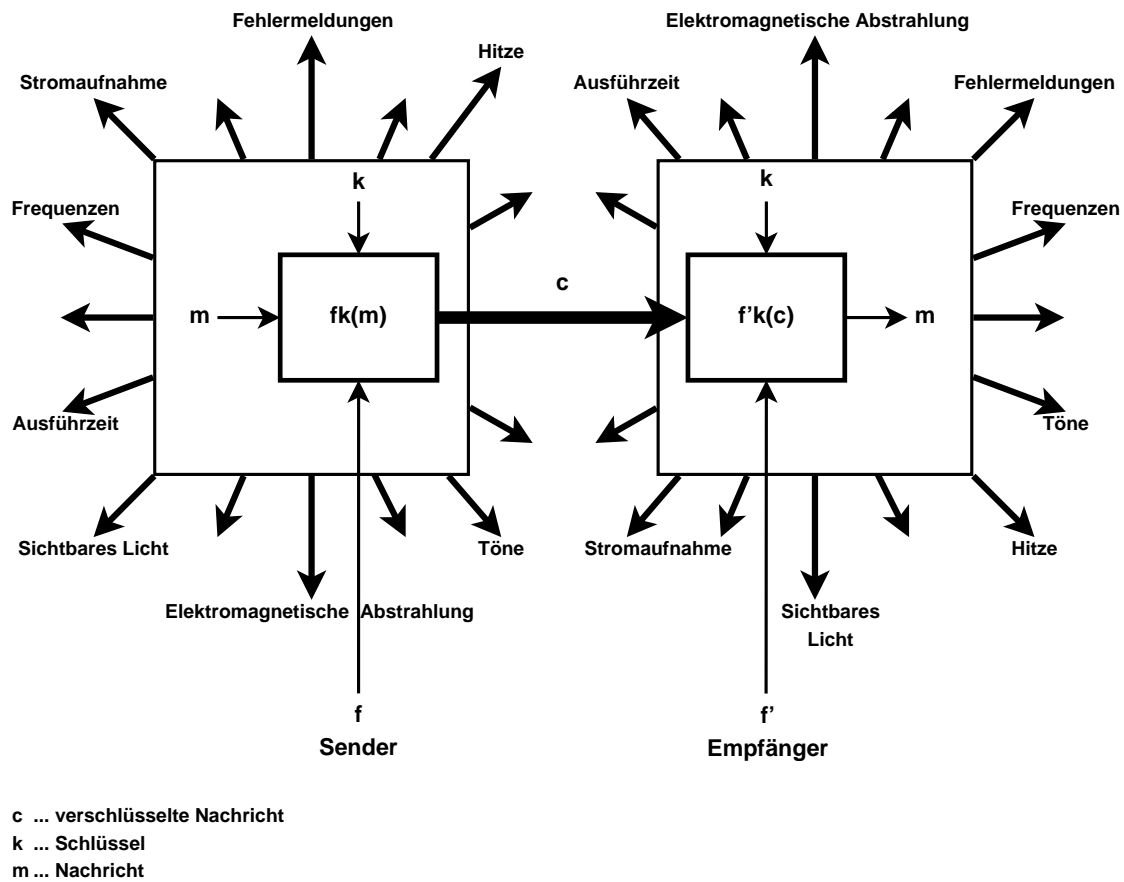 Fehlermeldungen
Hitze
Stromaufnahme
Frequenzen
k
m
fk(m)
Ausführzeit
Sichtbares Licht
Töne
Elektromagnetische Abstrahlung
f
Sender
c
Elektromagnetische Abstrahlung
Ausführzeit
Fehlermeldungen
k
Frequenzen
f'k(c)
m
Töne
Stromaufnahme
Hitze
Sichtbares
Licht
f'
Empfänger
c ... verschlüsselte Nachricht
k ... Schlüssel
m ... Nachricht